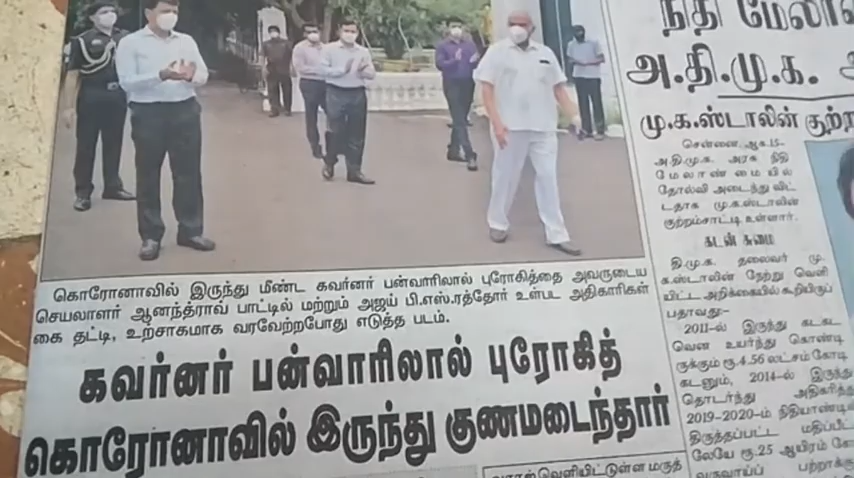 கொரோனாவில் இருந்து மீண்ட கவர்னர் பன்வாரிலால் புரோகித்தை அவருடைய
செயலாளர் ஆனந்த்ராவ் பாட்டில் மற்றும் அஜய் பி.எஸ்.ரத்தோர் உள்பட அதிகாரிகள்
கை தட்டி, உற்சாகமாக வரவேற்றபோது எடுத்த படம்.
கவர்னர் பன்வாரிலால் புரோகித்
கொரோனாவில் இருந்து குணமடைந்தார்
வெளியிட்டுள்ள
நிதி
அ.தி.மு.க.
மு.க.ஸ்டாலின்
சென்னை, ஆக.15-
அ.தி.மு.க. அரசு நிதி
மேலாண்மையில்
தோல்வி அடைந்து விட்
டதாக மு.க.ஸ்டாலின்
குற்றம்சாட்டி உள்ளார்.
கடன் சுமை
தி.மு.க. தலைவர் மு.
க.ஸ்டாலின் நேற்று வெளி
யிட்ட அறிக்கையில் கூறியிருப்
பதாவது:-
2011-ல் இருந்து கடகட
வென உயர்ந்து கொண்டி
ருக்கும் ரூ.4.56 லட்சம் கோடி
கடனும், 2014-ல் இருந்து
தொடர்ந்து
2019-2020-ம் நிதியாண்டி
திருத்தப்பட்ட
லேயே ரூ.25 ஆயிரம்
வருவாய்ப்